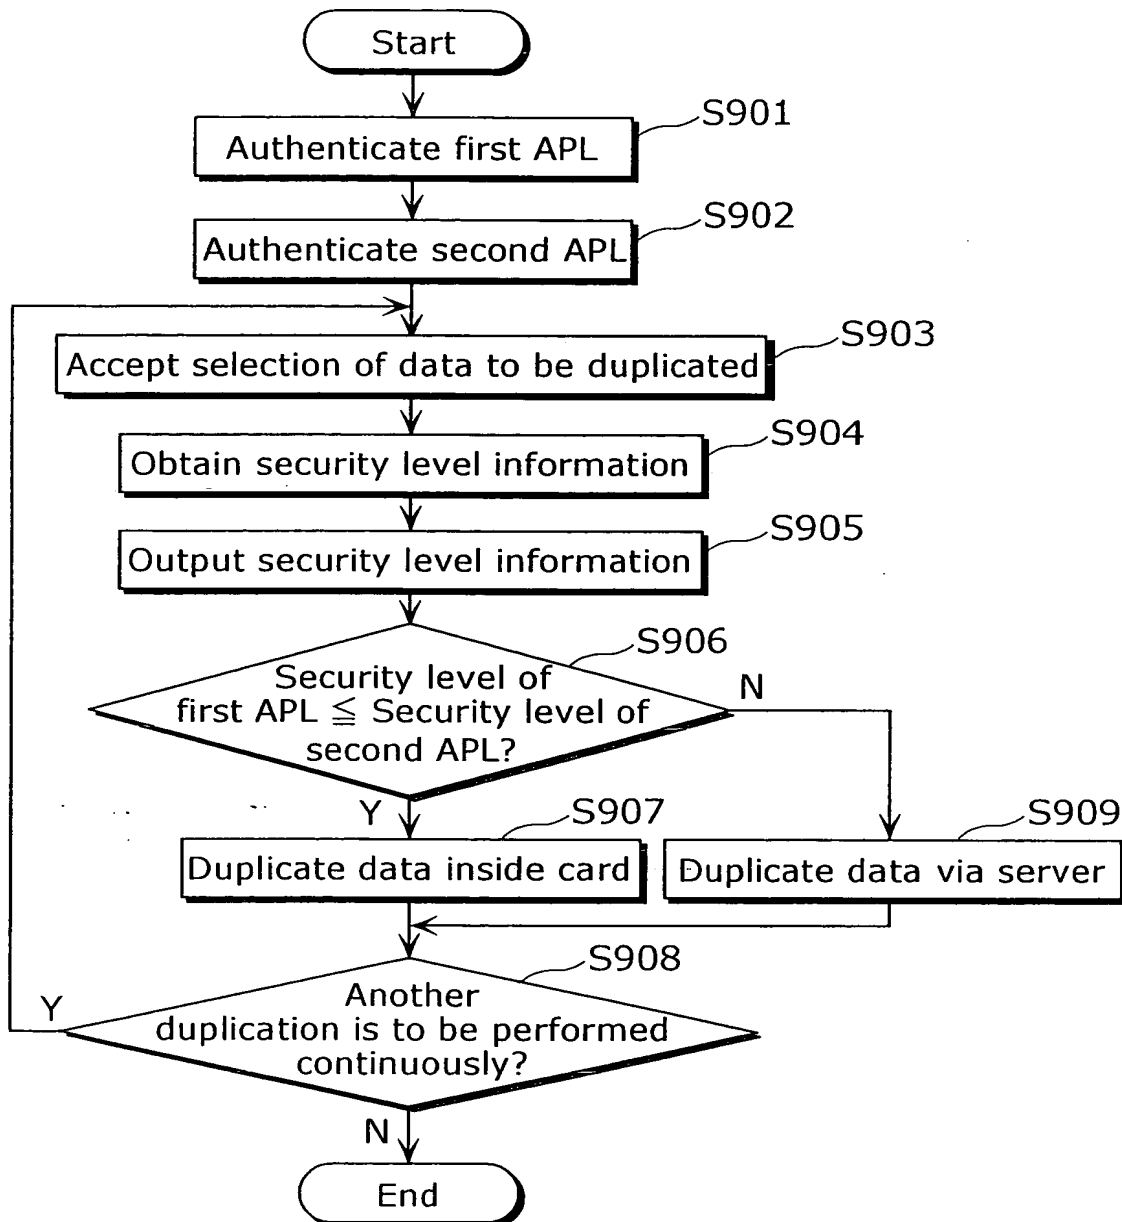 Start
S901
Authenticate first APL
S902
Authenticate second APL
S903
Accept selection of data to be duplicated
S904
Obtain security level information
S905
Output security level information
S906
Security level of
first APL ≦ Security level of
second APL?
N
Y
S907
Duplicate data inside card
S909
Duplicate data via server
S908
Another
duplication is to be performed
continuously?
Y
N
End